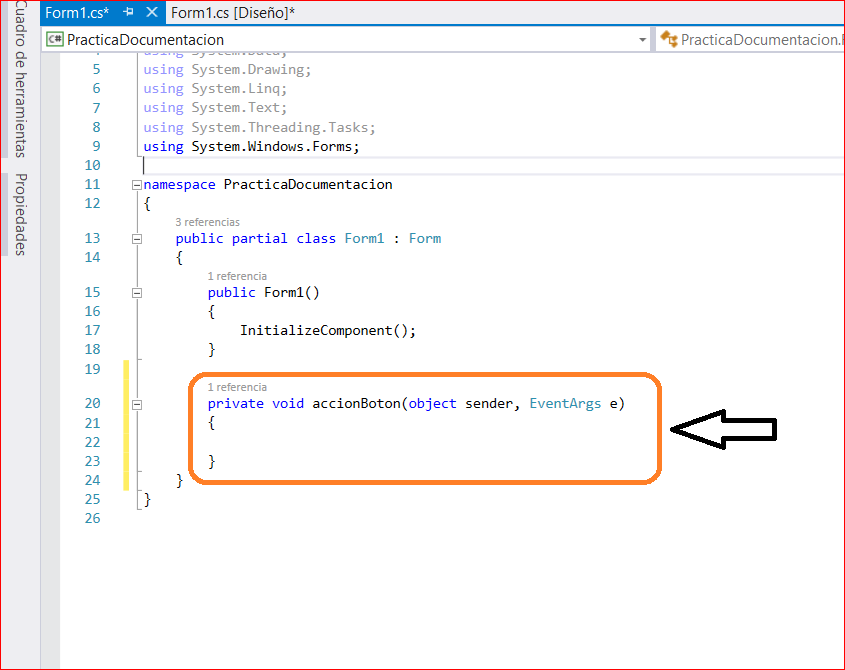 Cuadro de herramientas
Propiedades
Form1.cs*
Form1.cs [Diseño]*
C# PracticaDocumentacion
PracticaDocumentacion.
4 using System.Data;
5 using System.Drawing;
6 using System.Linq;
7 using System.Text;
8 using System.Threading.Tasks;
9 using System.Windows.Forms;
10
11 namespace PracticaDocumentacion
12 {
3 referencias
13 public partial class Form1 : Form
14 {
1 referencia
15 public Form1()
16 {
17 InitializeComponent();
18 }
19
1 referencia
20 private void accionBoton(object sender, EventArgs e)
21 {
22
23 }
24 }
25 }
26